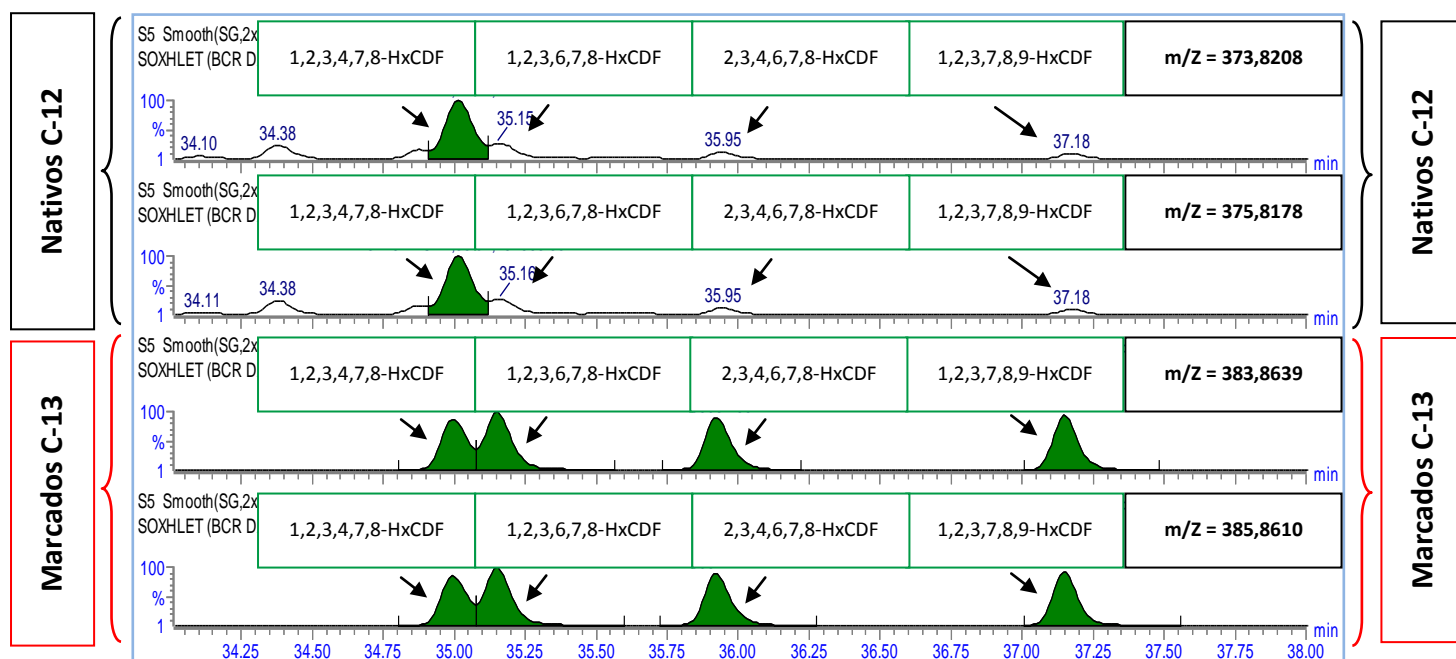 Nativos C-12
S5 Smooth(SG,2x
SOXHLET (BCR D
1,2,3,4,7,8-HxCDF
1,2,3,6,7,8-HxCDF
2,3,4,6,7,8-HxCDF
1,2,3,7,8,9-HxCDF
m/Z = 373,8208
100
%
1
34.10
34.38
35.15
35.95
37.18
min
S5 Smooth(SG,2x
SOXHLET (BCR D
1,2,3,4,7,8-HxCDF
1,2,3,6,7,8-HxCDF
2,3,4,6,7,8-HxCDF
1,2,3,7,8,9-HxCDF
m/Z = 375,8178
100
%
1
34.11
34.38
35.16
35.95
37.18
min
Nativos C-12
Marcados C-13
S5 Smooth(SG,2x
SOXHLET (BCR D
1,2,3,4,7,8-HxCDF
1,2,3,6,7,8-HxCDF
2,3,4,6,7,8-HxCDF
1,2,3,7,8,9-HxCDF
m/Z = 383,8639
100
%
1
min
S5 Smooth(SG,2x
SOXHLET (BCR D
1,2,3,4,7,8-HxCDF
1,2,3,6,7,8-HxCDF
2,3,4,6,7,8-HxCDF
1,2,3,7,8,9-HxCDF
m/Z = 385,8610
100
%
1
min
34.25 34.50 34.75 35.00 35.25 35.50 35.75 36.00 36.25 36.50 36.75 37.00 37.25 37.50 37.75 38.00
Marcados C-13